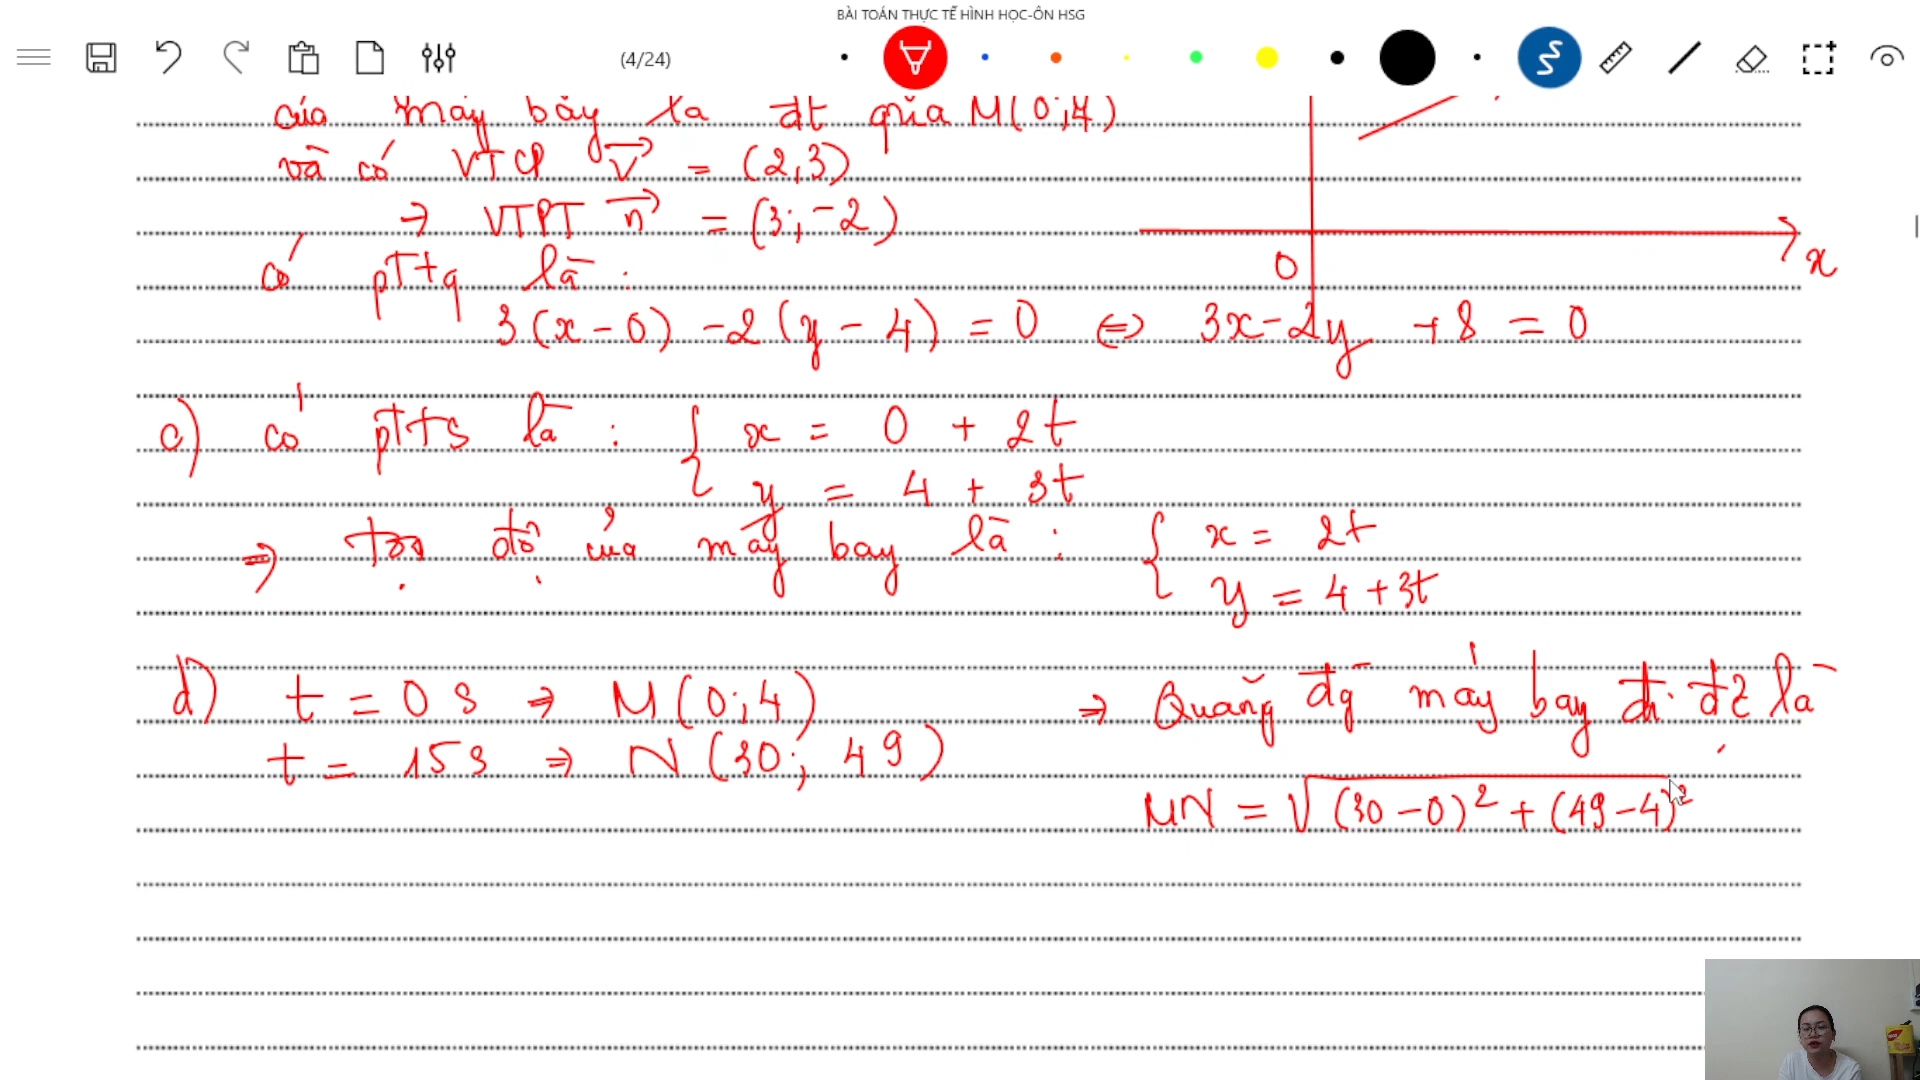 BÀI TOÁN THỰC TẾ HÌNH HỌC-ÔN HSG
(4/24)
của máy bay là đt qua M(0;4)
và có VTCP v⃗ = (2;3)
→ VTPT n⃗ = (3;-2)
có pTtq là :
3(x-0) -2(y-4) = 0 ⇔ 3x-2y +8 = 0
0
x
c) có pTts là : { x = 0 + 2t
y = 4 + 3t
⇒ tọa độ của máy bay là : { x = 2t
y = 4 +3t
d) t = 0s ⇒ M(0;4)
t = 15s ⇒ N(30; 49)
⇒ Quãng đg máy bay đi đc là
MN = √(30-0)² + (49-4)²